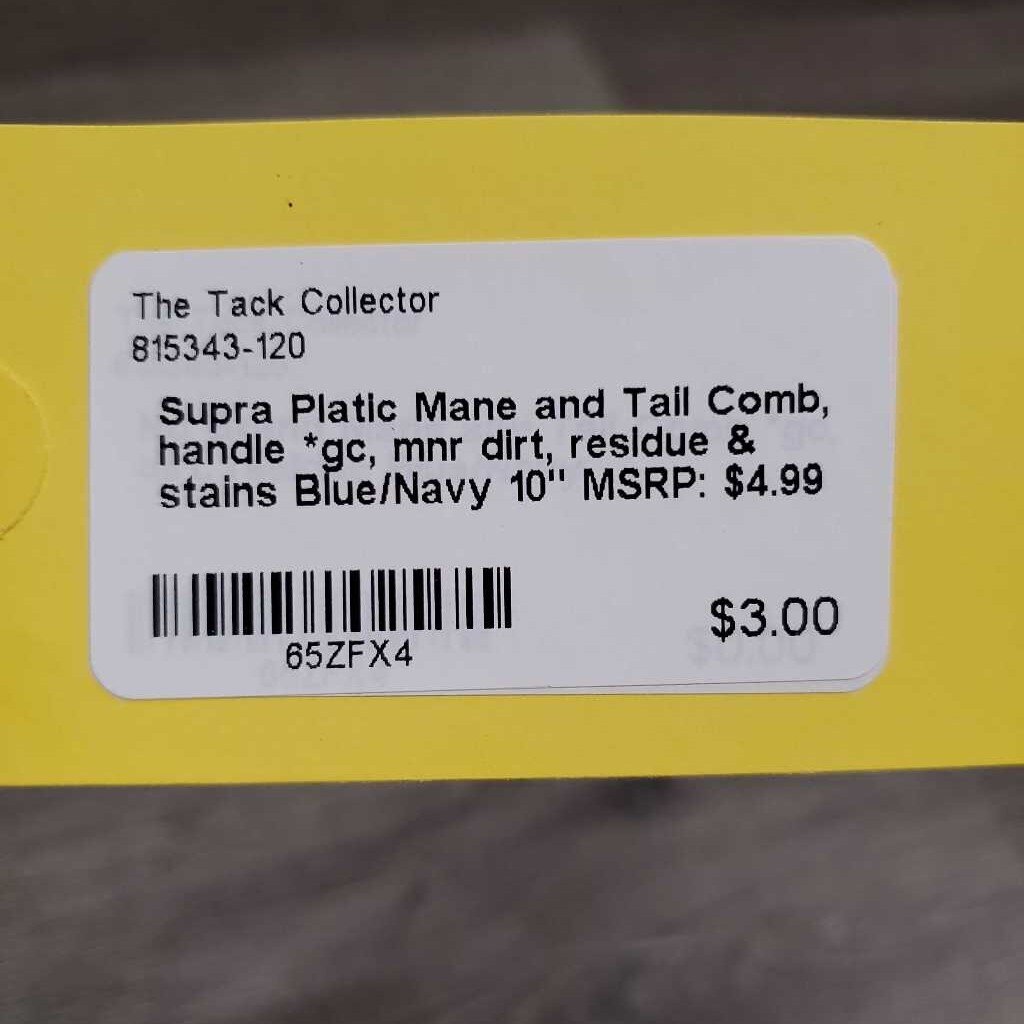 The Tack Collector
815343-120
Supra Platic Mane and Tail Comb,
handle *gc, mnr dirt, residue &
stains Blue/Navy 10" MSRP: $4.99
65ZFX4
$3.00